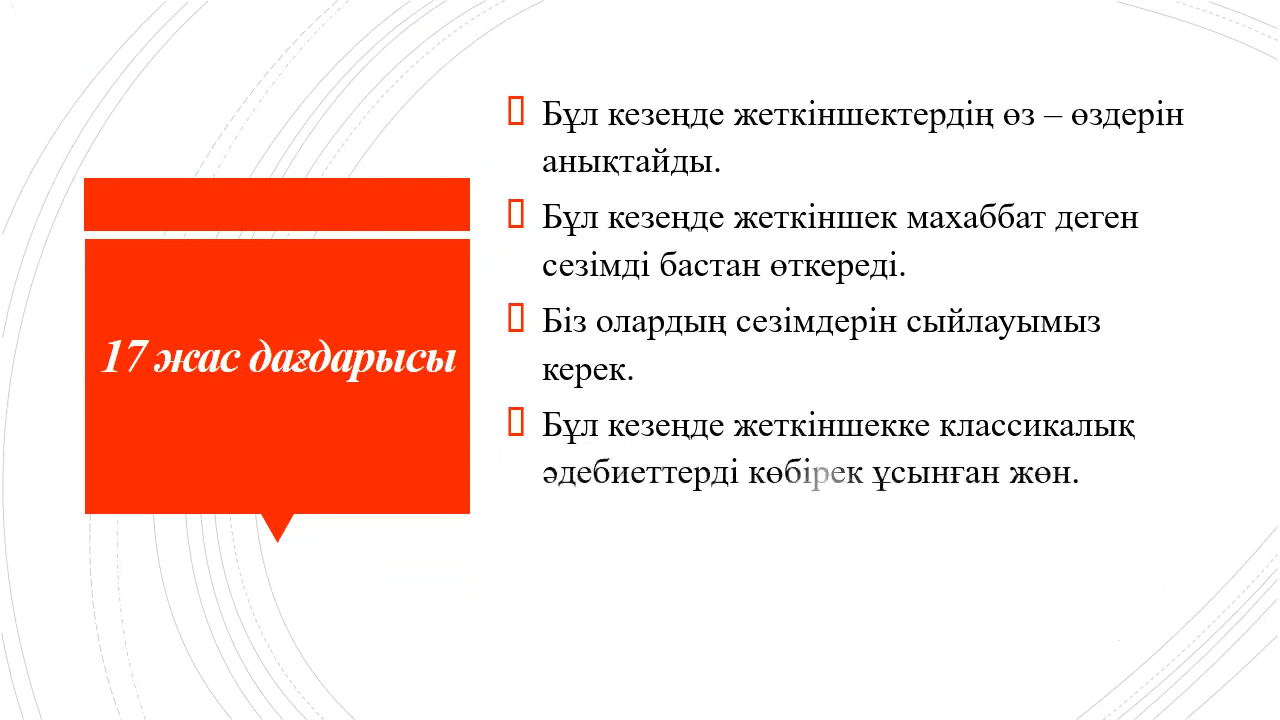 17 жас дағдарысы
Бұл кезеңде жеткіншектердің өз – өздерін
анықтайды.
Бұл кезеңде жеткіншек махаббат деген
сезімді бастан өткереді.
Біз олардың сезімдерін сыйлауымыз
керек.
Бұл кезеңде жеткіншекке классикалық
әдебиеттерді көбірек ұсынған жөн.